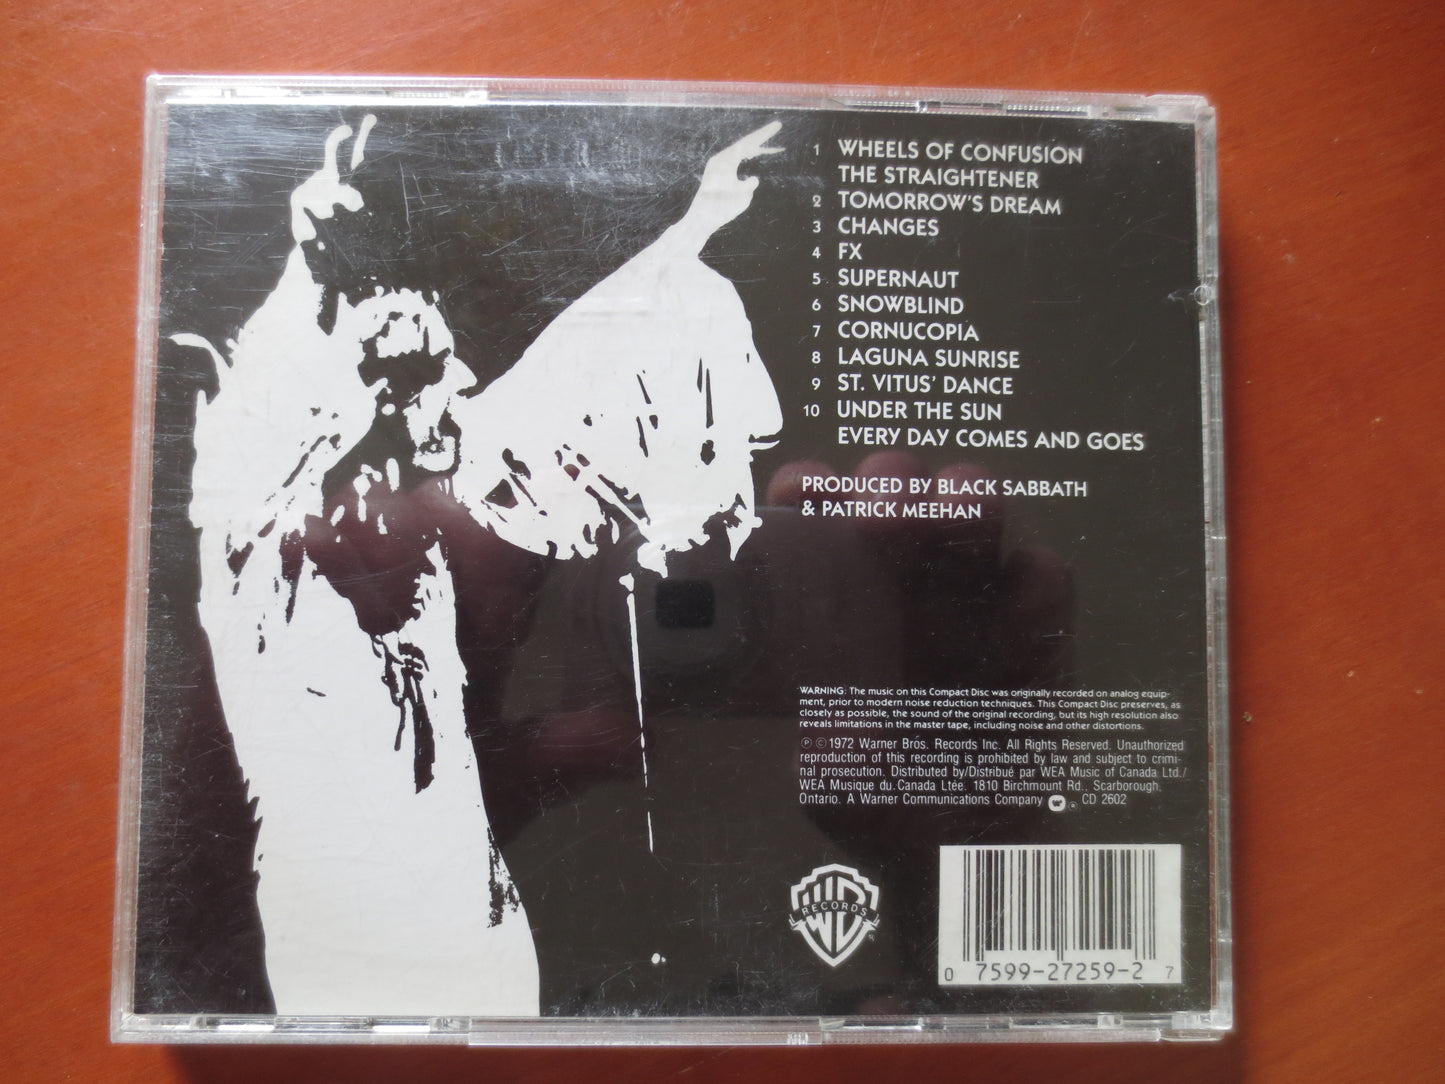 1 WHEELS OF CONFUSION
THE STRAIGHTENER
2 TOMORROW'S DREAM
3 CHANGES
4 FX
5 SUPERNAUT
6 SNOWBLIND
7 CORNUCOPIA
8 LAGUNA SUNRISE
9 ST. VITUS' DANCE
10 UNDER THE SUN
EVERY DAY COMES AND GOES
PRODUCED BY BLACK SABBATH
& PATRICK MEEHAN
WARNING: The music on this Compact Disc was originally recorded on analog equip-
ment, prior to modern noise reduction techniques. This Compact Disc preserves, as
closely as possible, the sound of the original recording, but its high resolution also
reveals limitations in the master tape, including noise and other distortions.
℗ © 1972 Warner Bros. Records Inc. All Rights Reserved. Unauthorized
reproduction of this recording is prohibited by law and subject to crimi-
nal prosecution. Distributed by/Distribué par WEA Music of Canada Ltd./
WEA Musique du Canada Ltée. 1810 Birchmount Rd., Scarborough,
Ontario. A Warner Communications Company ® CD 2602
WB
RECORDS
®
0 7599-27259-2 7